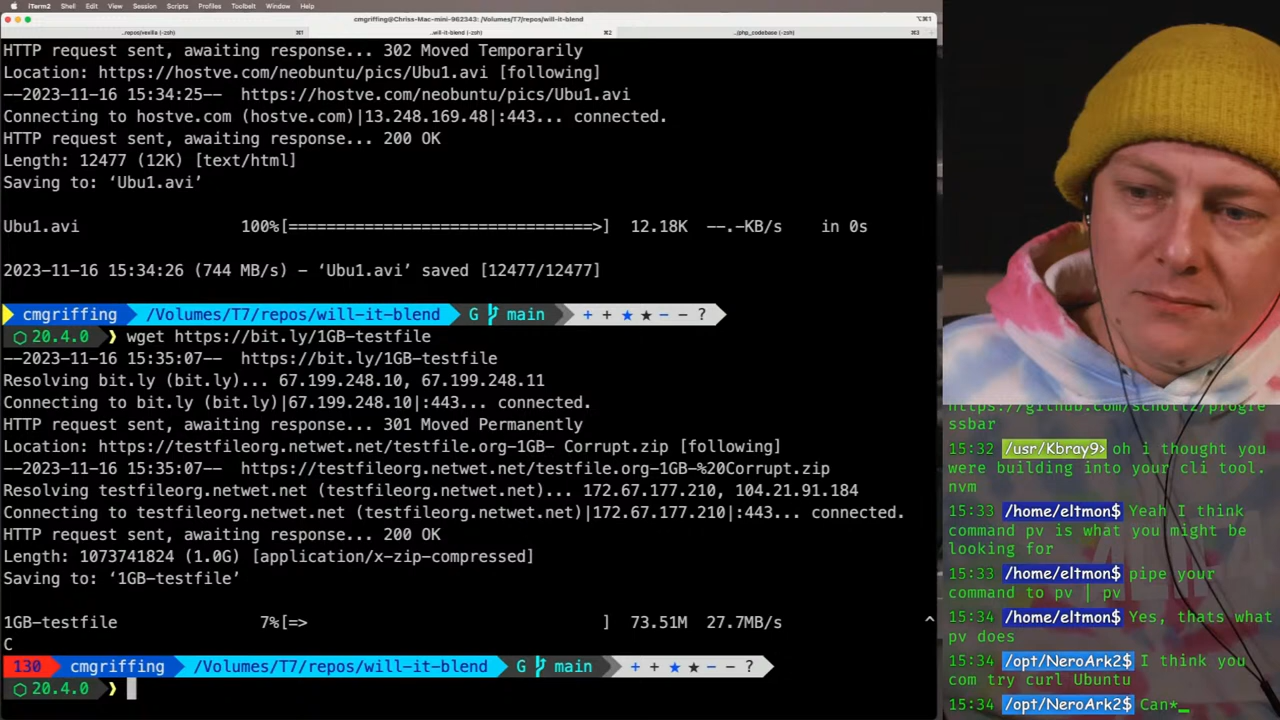 iTerm2 Shell Edit View Session Scripts Profiles Toolbelt Window Help
cmgriffing@Chriss-Mac-mini-962343: /Volumes/T7/repos/will-it-blend
⌥⌘1
..repos/vexilla (-zsh) ⌘1 ..will-it-blend (-zsh) ⌘2 ../php_codebase (-zsh) ⌘3
HTTP request sent, awaiting response... 302 Moved Temporarily
Location: https://hostve.com/neobuntu/pics/Ubu1.avi [following]
--2023-11-16 15:34:25-- https://hostve.com/neobuntu/pics/Ubu1.avi
Connecting to hostve.com (hostve.com)|13.248.169.48|:443... connected.
HTTP request sent, awaiting response... 200 OK
Length: 12477 (12K) [text/html]
Saving to: ‘Ubu1.avi’
Ubu1.avi 100%[==============================>] 12.18K --.-KB/s in 0s
2023-11-16 15:34:26 (744 MB/s) – ‘Ubu1.avi’ saved [12477/12477]
cmgriffing /Volumes/T7/repos/will-it-blend G main + + ★ ★ – – ?
20.4.0 ❯ wget https://bit.ly/1GB-testfile
--2023-11-16 15:35:07-- https://bit.ly/1GB-testfile
Resolving bit.ly (bit.ly)... 67.199.248.10, 67.199.248.11
Connecting to bit.ly (bit.ly)|67.199.248.10|:443... connected.
HTTP request sent, awaiting response... 301 Moved Permanently
Location: https://testfileorg.netwet.net/testfile.org-1GB- Corrupt.zip [following]
--2023-11-16 15:35:07-- https://testfileorg.netwet.net/testfile.org-1GB-%20Corrupt.zip
Resolving testfileorg.netwet.net (testfileorg.netwet.net)... 172.67.177.210, 104.21.91.184
Connecting to testfileorg.netwet.net (testfileorg.netwet.net)|172.67.177.210|:443... connected.
HTTP request sent, awaiting response... 200 OK
Length: 1073741824 (1.0G) [application/x-zip-compressed]
Saving to: ‘1GB-testfile’
1GB-testfile 7%[=> ] 73.51M 27.7MB/s ^
C
130 cmgriffing /Volumes/T7/repos/will-it-blend G main + + ★ ★ – – ?
20.4.0 ❯
https://github.com/schollz/progre
ssbar
15:32 /usr/Kbray9> oh i thought you
were building into your cli tool.
nvm
15:33 /home/eltmon$ Yeah I think
command pv is what you might be
looking for
15:33 /home/eltmon$ pipe your
command to pv | pv
15:34 /home/eltmon$ Yes, thats what
pv does
15:34 /opt/NeroArk2$ I think you
com try curl Ubuntu
15:34 /opt/NeroArk2$ Can*_